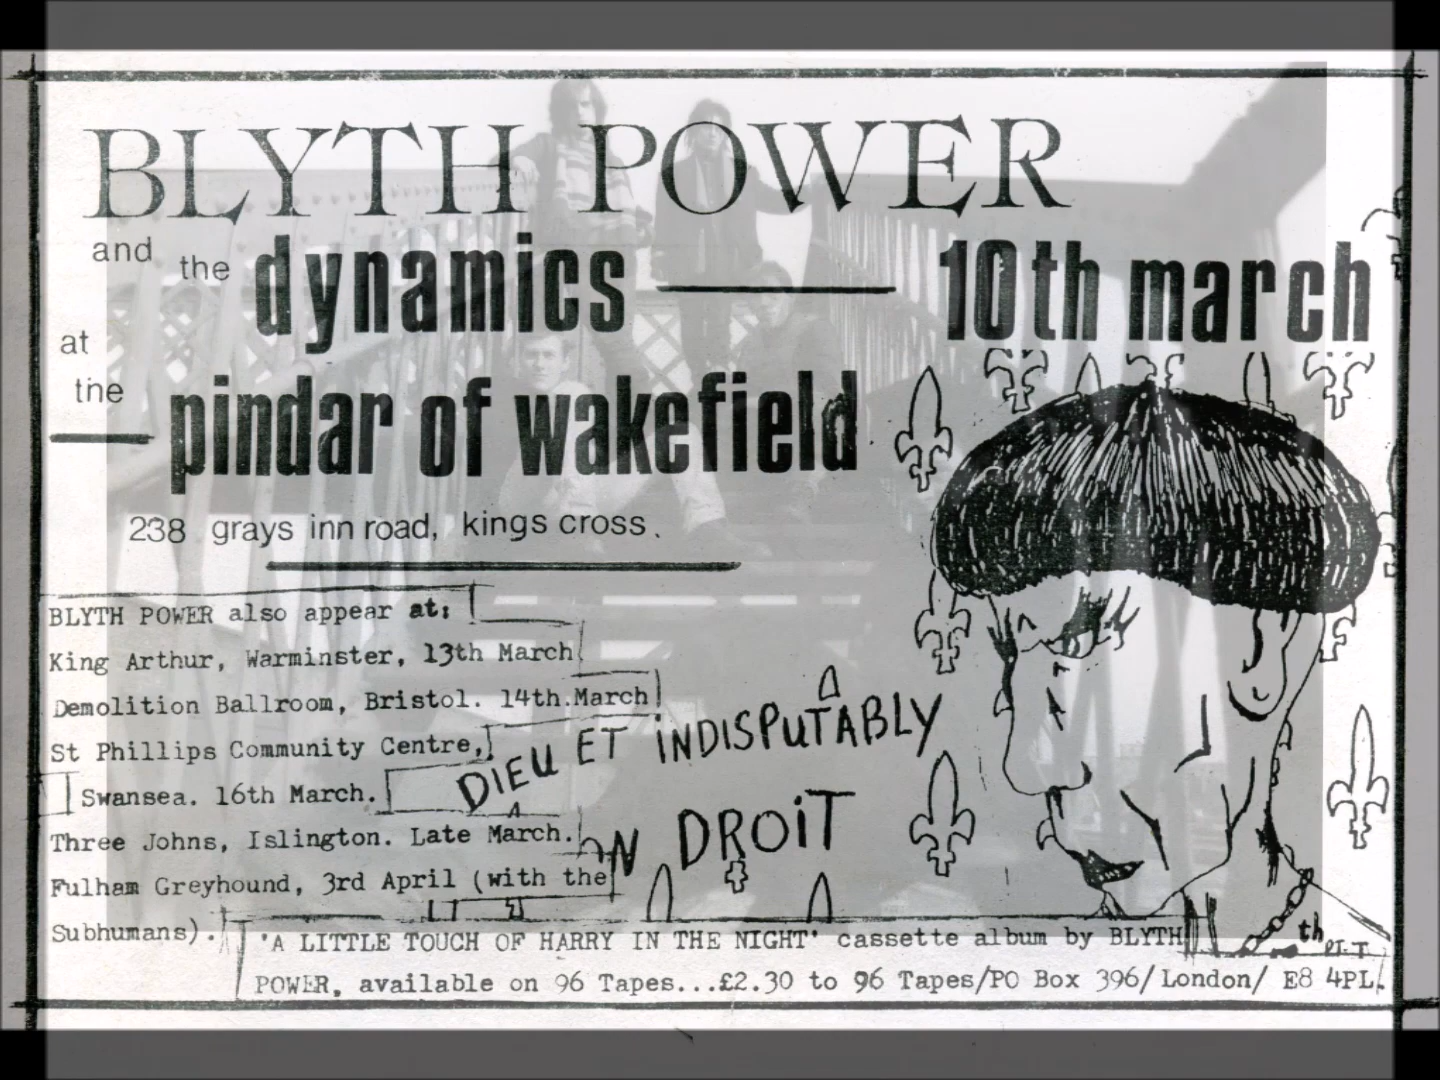 BLYTH POWER
and the dynamics
10th march
at
the
pindar of wakefield
238 grays inn road, kings cross.
BLYTH POWER also appear at:
King Arthur, Warminster, 13th March
Demolition Ballroom, Bristol. 14th.March
St Phillips Community Centre,
Swansea. 16th March.
Three Johns, Islington. Late March.
Fulham Greyhound, 3rd April (with the
Subhumans).
DIEU ET INDISPUTABLY
DROIT
'A LITTLE TOUCH OF HARRY IN THE NIGHT' cassette album by BLYTH
POWER, available on 96 Tapes...£2.30 to 96 Tapes/PO Box 396/London/ E8 4PL.